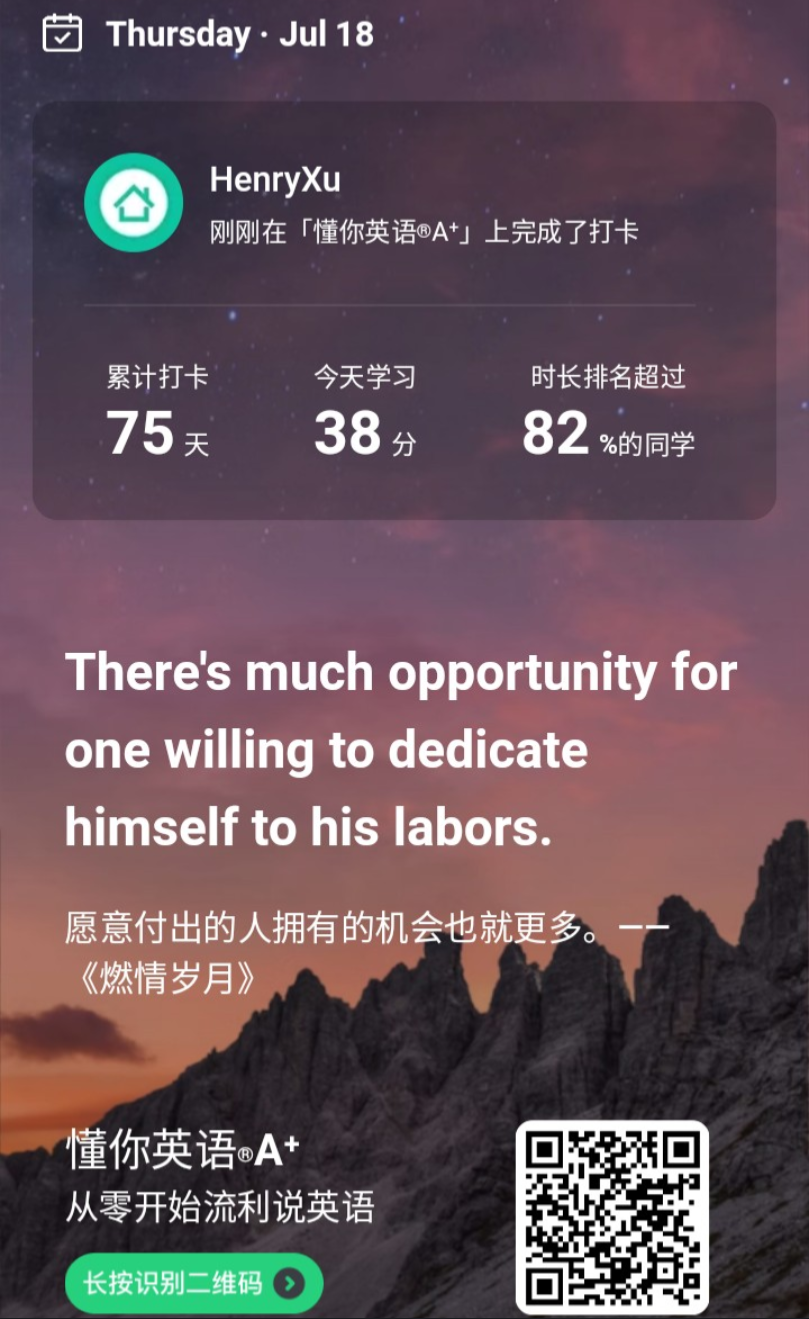 Thursday · Jul 18
HenryXu
刚刚在「懂你英语®A⁺」上完成了打卡
累计打卡 今天学习 时长排名超过
75 天 38 分 82 %的同学
There's much opportunity for
one willing to dedicate
himself to his labors.
愿意付出的人拥有的机会也就更多。——
《燃情岁月》
懂你英语®A⁺
从零开始流利说英语
长按识别二维码